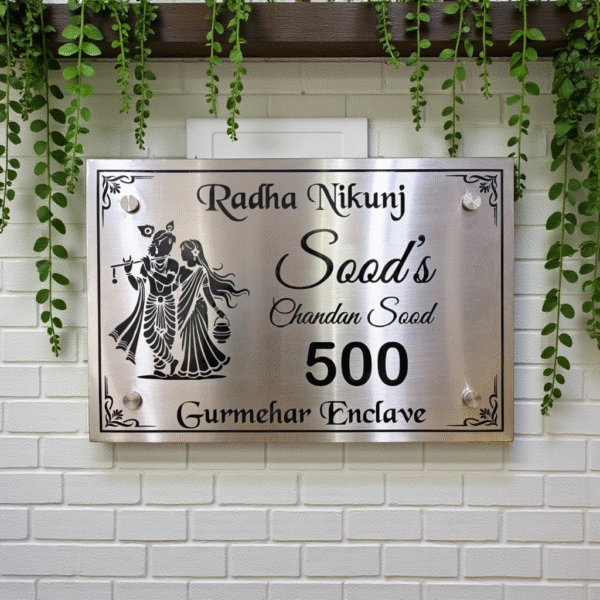 Radha Nikunj
Sood's
Chandan Sood
500
Gurmehar Enclave